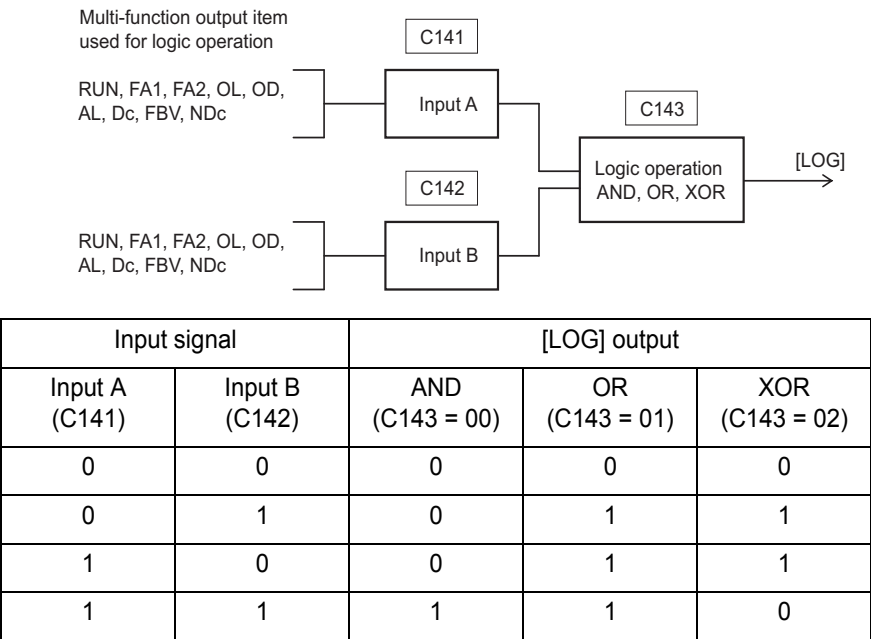 Multi-function output item
used for logic operation
C141
RUN, FA1, FA2, OL, OD,
AL, Dc, FBV, NDc
Input A
C143
Logic operation
AND, OR, XOR
[LOG]
C142
RUN, FA1, FA2, OL, OD,
AL, Dc, FBV, NDc
Input B
Input signal [LOG] output
Input A Input B AND OR XOR
(C141) (C142) (C143 = 00) (C143 = 01) (C143 = 02)
0 0 0 0 0
0 1 0 1 1
1 0 0 1 1
1 1 1 1 0